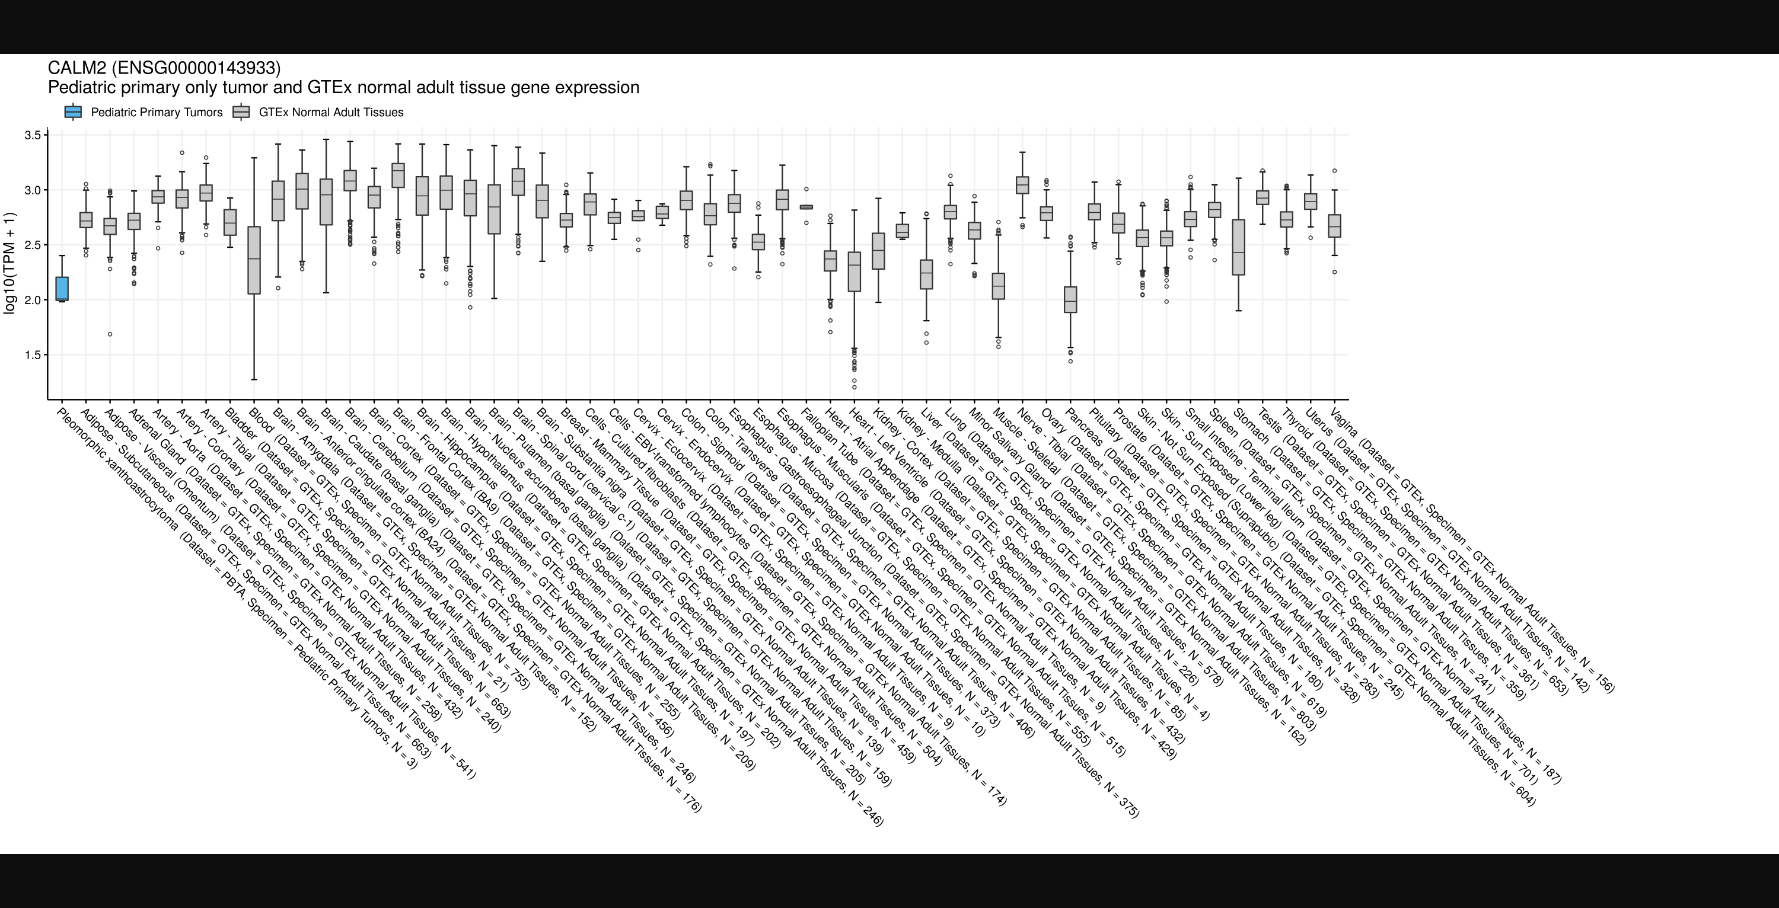 CALM2 (ENSG00000143933)
Pediatric primary only tumor and GTEx normal adult tissue gene expression
Pediatric Primary Tumors
GTEx Normal Adult Tissues
log10(TPM + 1)
3.5
3.0
2.5
2.0
1.5
Pleomorphic xanthoastrocytoma (Dataset = PBTA, Specimen = Pediatric Primary Tumors, N = 3)
Adipose - Subcutaneous (Dataset = GTEx, Specimen = GTEx Normal Adult Tissues, N = 663)
Adipose - Visceral (Omentum) (Dataset = GTEx, Specimen = GTEx Normal Adult Tissues, N = 541)
Adrenal Gland (Dataset = GTEx, Specimen = GTEx Normal Adult Tissues, N = 258)
Artery - Aorta (Dataset = GTEx, Specimen = GTEx Normal Adult Tissues, N = 432)
Artery - Coronary (Dataset = GTEx, Specimen = GTEx Normal Adult Tissues, N = 240)
Artery - Tibial (Dataset = GTEx, Specimen = GTEx Normal Adult Tissues, N = 663)
Bladder (Dataset = GTEx, Specimen = GTEx Normal Adult Tissues, N = 21)
Blood (Dataset = GTEx, Specimen = GTEx Normal Adult Tissues, N = 755)
Brain - Amygdala (Dataset = GTEx, Specimen = GTEx Normal Adult Tissues, N = 152)
Brain - Anterior cingulate cortex (BA24) (Dataset = GTEx, Specimen = GTEx Normal Adult Tissues, N = 176)
Brain - Caudate (basal ganglia) (Dataset = GTEx, Specimen = GTEx Normal Adult Tissues, N = 246)
Brain - Cerebellum (Dataset = GTEx, Specimen = GTEx Normal Adult Tissues, N = 456)
Brain - Cortex (Dataset = GTEx, Specimen = GTEx Normal Adult Tissues, N = 255)
Brain - Frontal Cortex (BA9) (Dataset = GTEx, Specimen = GTEx Normal Adult Tissues, N = 209)
Brain - Hippocampus (Dataset = GTEx, Specimen = GTEx Normal Adult Tissues, N = 197)
Brain - Hypothalamus (Dataset = GTEx, Specimen = GTEx Normal Adult Tissues, N = 202)
Brain - Nucleus accumbens (basal ganglia) (Dataset = GTEx, Specimen = GTEx Normal Adult Tissues, N = 246)
Brain - Putamen (basal ganglia) (Dataset = GTEx, Specimen = GTEx Normal Adult Tissues, N = 205)
Brain - Spinal cord (cervical c-1) (Dataset = GTEx, Specimen = GTEx Normal Adult Tissues, N = 159)
Brain - Substantia nigra (Dataset = GTEx, Specimen = GTEx Normal Adult Tissues, N = 139)
Breast - Mammary Tissue (Dataset = GTEx, Specimen = GTEx Normal Adult Tissues, N = 459)
Cells - Cultured fibroblasts (Dataset = GTEx, Specimen = GTEx Normal Adult Tissues, N = 504)
Cells - EBV-transformed lymphocytes (Dataset = GTEx, Specimen = GTEx Normal Adult Tissues, N = 174)
Cervix - Ectocervix (Dataset = GTEx, Specimen = GTEx Normal Adult Tissues, N = 9)
Cervix - Endocervix (Dataset = GTEx, Specimen = GTEx Normal Adult Tissues, N = 10)
Colon - Sigmoid (Dataset = GTEx, Specimen = GTEx Normal Adult Tissues, N = 373)
Colon - Transverse (Dataset = GTEx, Specimen = GTEx Normal Adult Tissues, N = 406)
Esophagus - Gastroesophageal Junction (Dataset = GTEx, Specimen = GTEx Normal Adult Tissues, N = 375)
Esophagus - Mucosa (Dataset = GTEx, Specimen = GTEx Normal Adult Tissues, N = 555)
Esophagus - Muscularis (Dataset = GTEx, Specimen = GTEx Normal Adult Tissues, N = 515)
Fallopian Tube (Dataset = GTEx, Specimen = GTEx Normal Adult Tissues, N = 9)
Heart - Atrial Appendage (Dataset = GTEx, Specimen = GTEx Normal Adult Tissues, N = 429)
Heart - Left Ventricle (Dataset = GTEx, Specimen = GTEx Normal Adult Tissues, N = 432)
Kidney - Cortex (Dataset = GTEx, Specimen = GTEx Normal Adult Tissues, N = 85)
Kidney - Medulla (Dataset = GTEx, Specimen = GTEx Normal Adult Tissues, N = 4)
Liver (Dataset = GTEx, Specimen = GTEx Normal Adult Tissues, N = 226)
Lung (Dataset = GTEx, Specimen = GTEx Normal Adult Tissues, N = 578)
Minor Salivary Gland (Dataset = GTEx, Specimen = GTEx Normal Adult Tissues, N = 162)
Muscle - Skeletal (Dataset = GTEx, Specimen = GTEx Normal Adult Tissues, N = 803)
Nerve - Tibial (Dataset = GTEx, Specimen = GTEx Normal Adult Tissues, N = 619)
Ovary (Dataset = GTEx, Specimen = GTEx Normal Adult Tissues, N = 180)
Pancreas (Dataset = GTEx, Specimen = GTEx Normal Adult Tissues, N = 328)
Pituitary (Dataset = GTEx, Specimen = GTEx Normal Adult Tissues, N = 283)
Prostate (Dataset = GTEx, Specimen = GTEx Normal Adult Tissues, N = 245)
Skin - Not Sun Exposed (Suprapubic) (Dataset = GTEx, Specimen = GTEx Normal Adult Tissues, N = 604)
Skin - Sun Exposed (Lower leg) (Dataset = GTEx, Specimen = GTEx Normal Adult Tissues, N = 701)
Small Intestine - Terminal Ileum (Dataset = GTEx, Specimen = GTEx Normal Adult Tissues, N = 187)
Spleen (Dataset = GTEx, Specimen = GTEx Normal Adult Tissues, N = 241)
Stomach (Dataset = GTEx, Specimen = GTEx Normal Adult Tissues, N = 359)
Testis (Dataset = GTEx, Specimen = GTEx Normal Adult Tissues, N = 361)
Thyroid (Dataset = GTEx, Specimen = GTEx Normal Adult Tissues, N = 653)
Uterus (Dataset = GTEx, Specimen = GTEx Normal Adult Tissues, N = 142)
Vagina (Dataset = GTEx, Specimen = GTEx Normal Adult Tissues, N = 156)